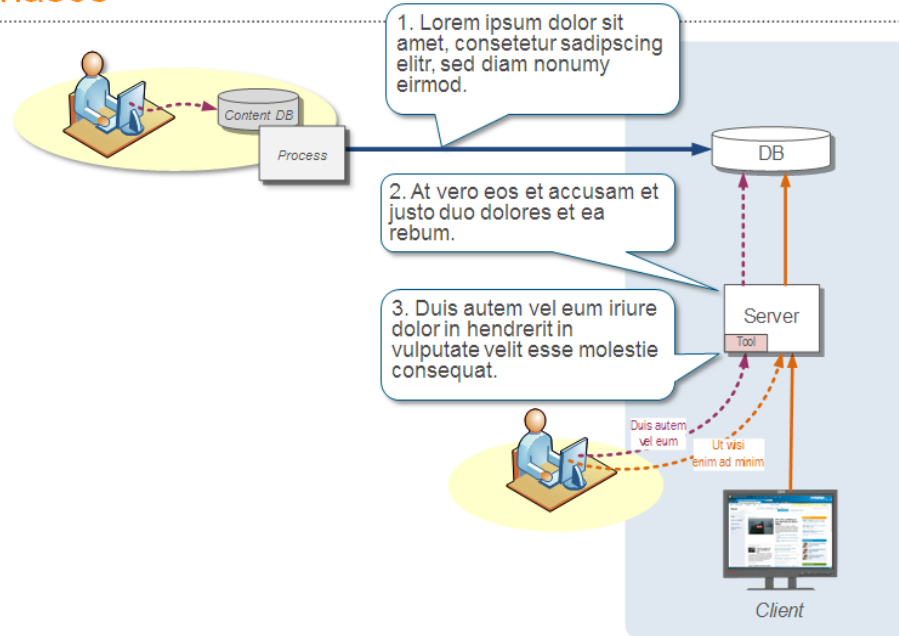 1. Lorem ipsum dolor sit
amet, consetetur sadipscing
elitr, sed diam nonumy
eirmod.
Content DB
Process
DB
2. At vero eos et accusam et
justo duo dolores et ea
rebum.
3. Duis autem vel eum iriure
dolor in hendrerit in
vulputate velit esse molestie
consequat.
Server
Tool
Duis autem
vel eum
Ut wisi
enim ad minim
Client